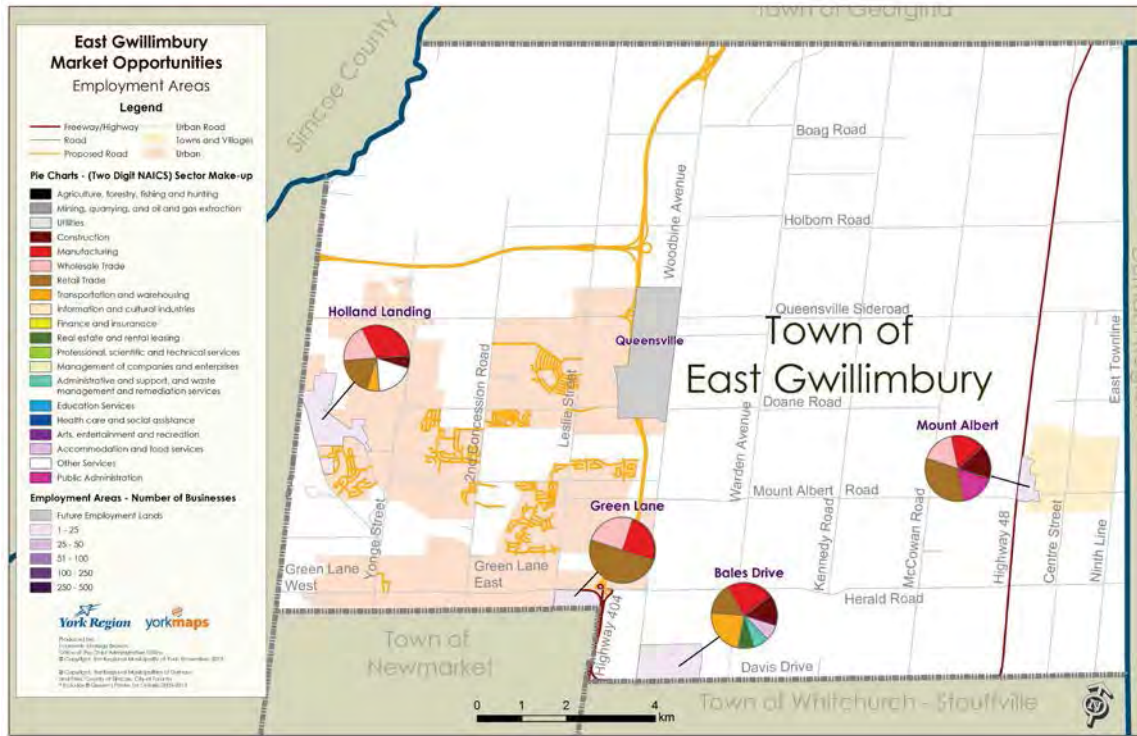 East Gwillimbury
Market Opportunities
Employment Areas
Legend
Freeway/Highway
Road
Proposed Road
Urban Road
Towns and Villages
Urban
Pie Charts - (Two Digit NAICS) Sector Make-up
Agriculture, forestry, fishing and hunting
Mining, quarrying, and oil and gas extraction
Utilities
Construction
Manufacturing
Wholesale Trade
Retail Trade
Transportation and warehousing
Information and cultural industries
Finance and insuranace
Real estate and rental leasing
Professional, scientific and technical services
Management of companies and enterprises
Administrative and support, and waste
management and remediation services
Education Services
Health care and social assistance
Arts, entertainment and recreation
Accommodation and food services
Other Services
Public Administration
Employment Areas - Number of Businesses
Future Employment Lands
1 - 25
25 - 50
51 - 100
100 - 250
250 - 500
York Region
yorkmaps
Produced by:
Town of Georgina
Simcoe County
Boag Road
Holborn Road
Woodbine Avenue
Queensville Sideroad
Holland Landing
Queensville
Town of
East Gwillimbury
2nd Concession Road
Leslie Street
Doane Road
East Townline
Mount Albert
Warden Avenue
Mount Albert Road
Green Lane
Yonge Street
Kennedy Road
McCowan Road
Highway 48
Centre Street
Ninth Line
Green Lane
West
Green Lane
East
Bales Drive
Herald Road
Highway 404
Town of
Newmarket
Davis Drive
Town of Whitchurch - Stouffville
0 1 2 4
km
N